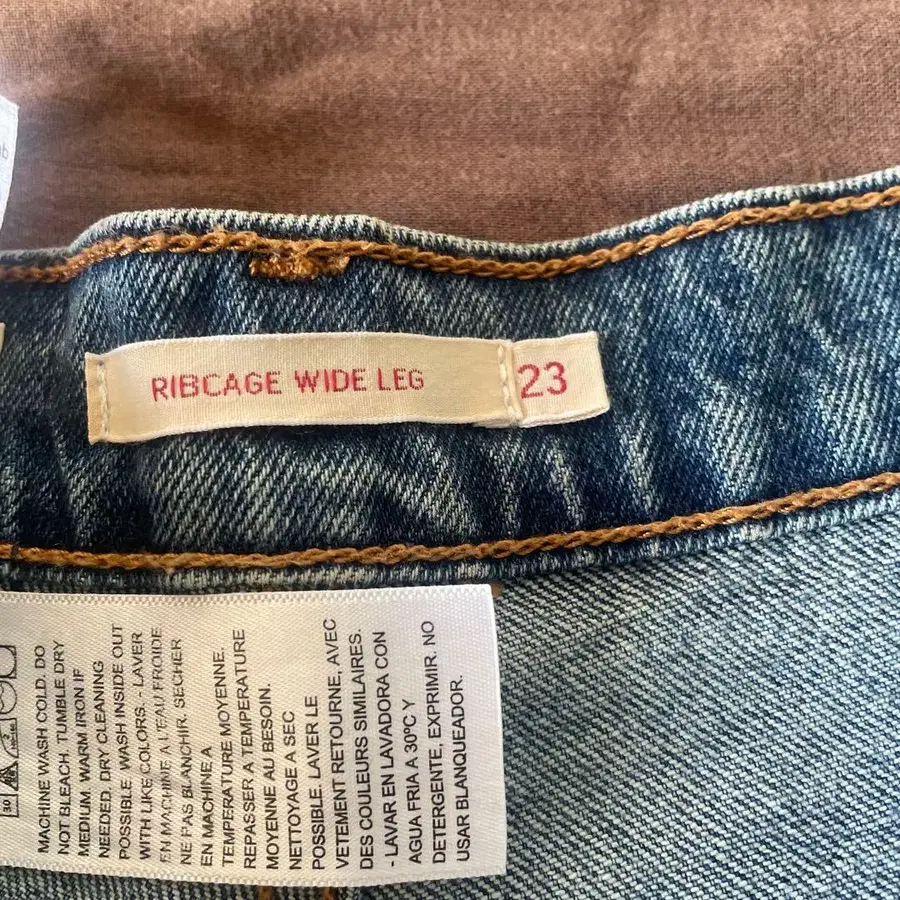 RIBCAGE WIDE LEG
23
MACHINE WASH COLD. DO
NOT BLEACH. TUMBLE DRY
MEDIUM. WARM IRON IF
NEEDED. DRY CLEANING
POSSIBLE. WASH INSIDE OUT
WITH LIKE COLORS. - LAVER
EN MACHINE A L'EAU FROIDE
NE PAS BLANCHIR. SECHER
EN MACHINE A
TEMPERATURE MOYENNE.
REPASSER A TEMPERATURE
MOYENNE AU BESOIN.
NETTOYAGE A SEC
POSSIBLE. LAVER LE
VETEMENT RETOURNE, AVEC
DES COULEURS SIMILAIRES.
- LAVAR EN LAVADORA CON
AGUA FRIA A 30ºC Y
DETERGENTE, EXPRIMIR. NO
USAR BLANQUEADOR.
30